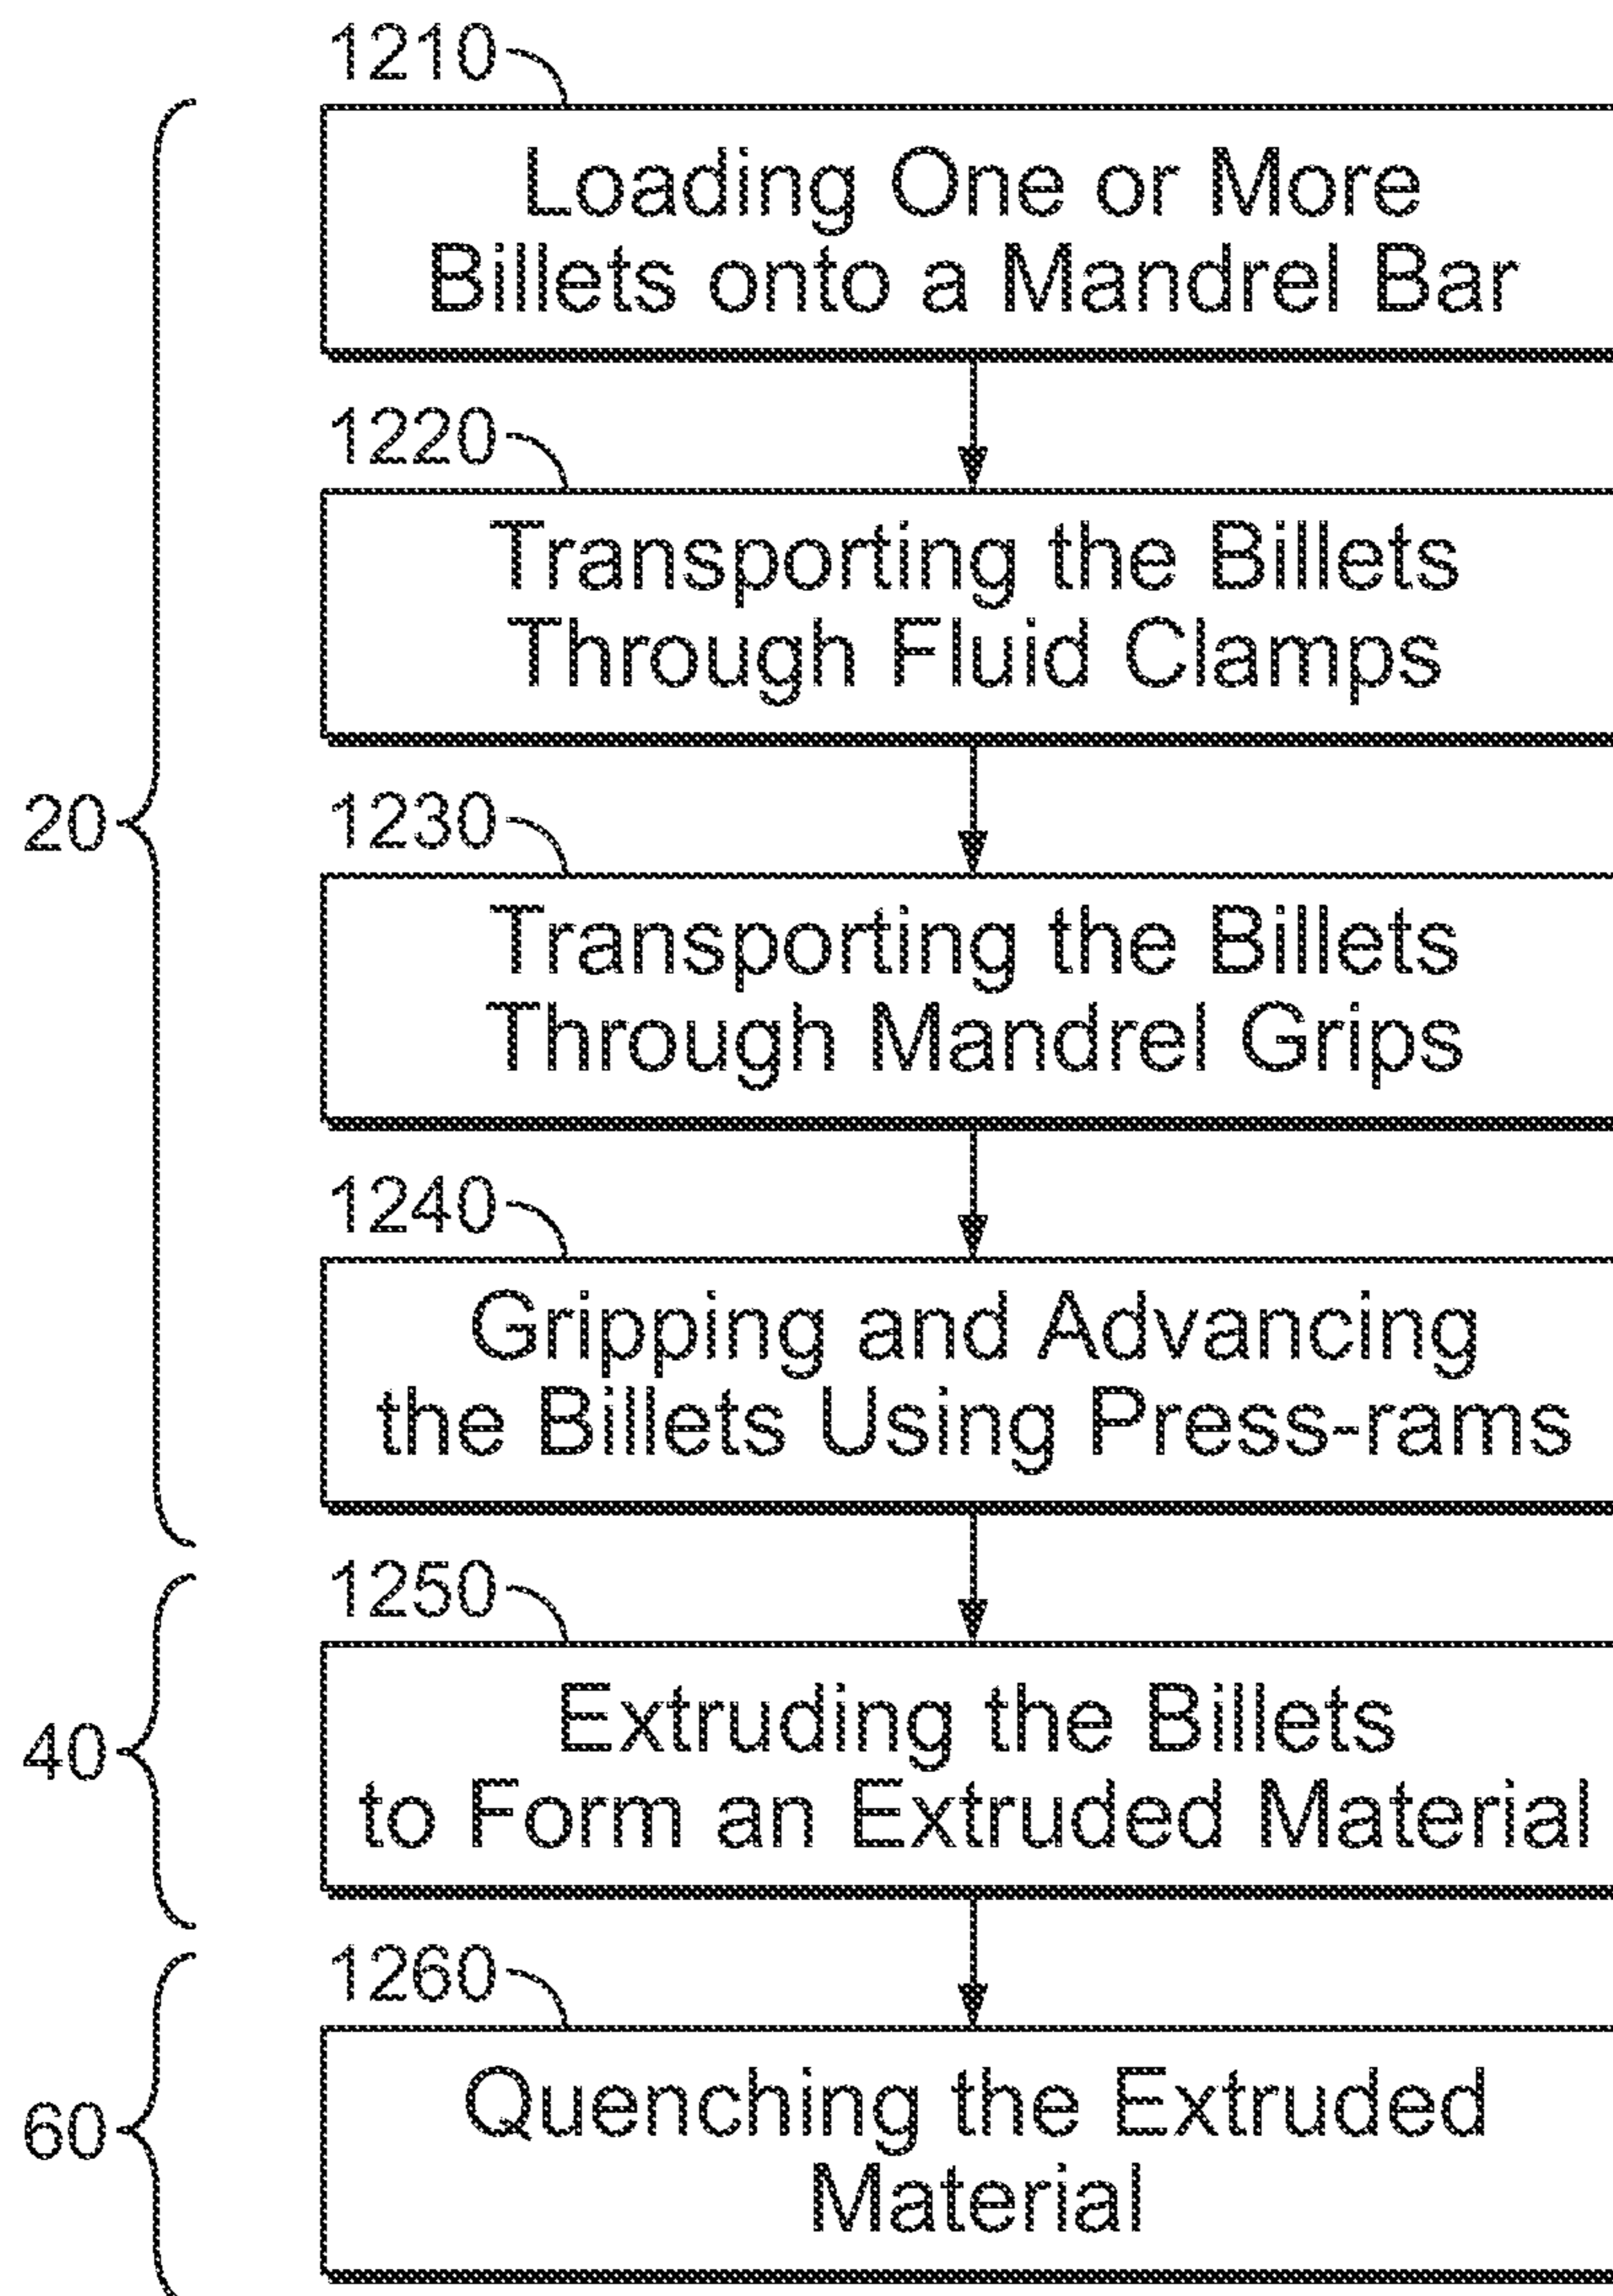 1210
Loading One or More
Billets onto a Mandrel Bar
1220
Transporting the Billets
Through Fluid Clamps
20
1230
Transporting the Billets
Through Mandrel Grips
1240
Gripping and Advancing
the Billets Using Press-rams
1250
Extruding the Billets
to Form an Extruded Material
40
1260
Quenching the Extruded
Material
60